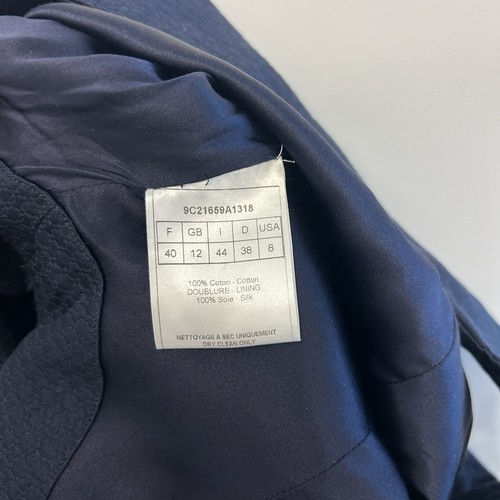 9C21659A1318
F GB I D USA
40 12 44 38 8
100% Coton - Cotton
DOUBLURE - LINING
100% Soie - Silk
NETTOYAGE A SEC UNIQUEMENT
DRY CLEAN ONLY